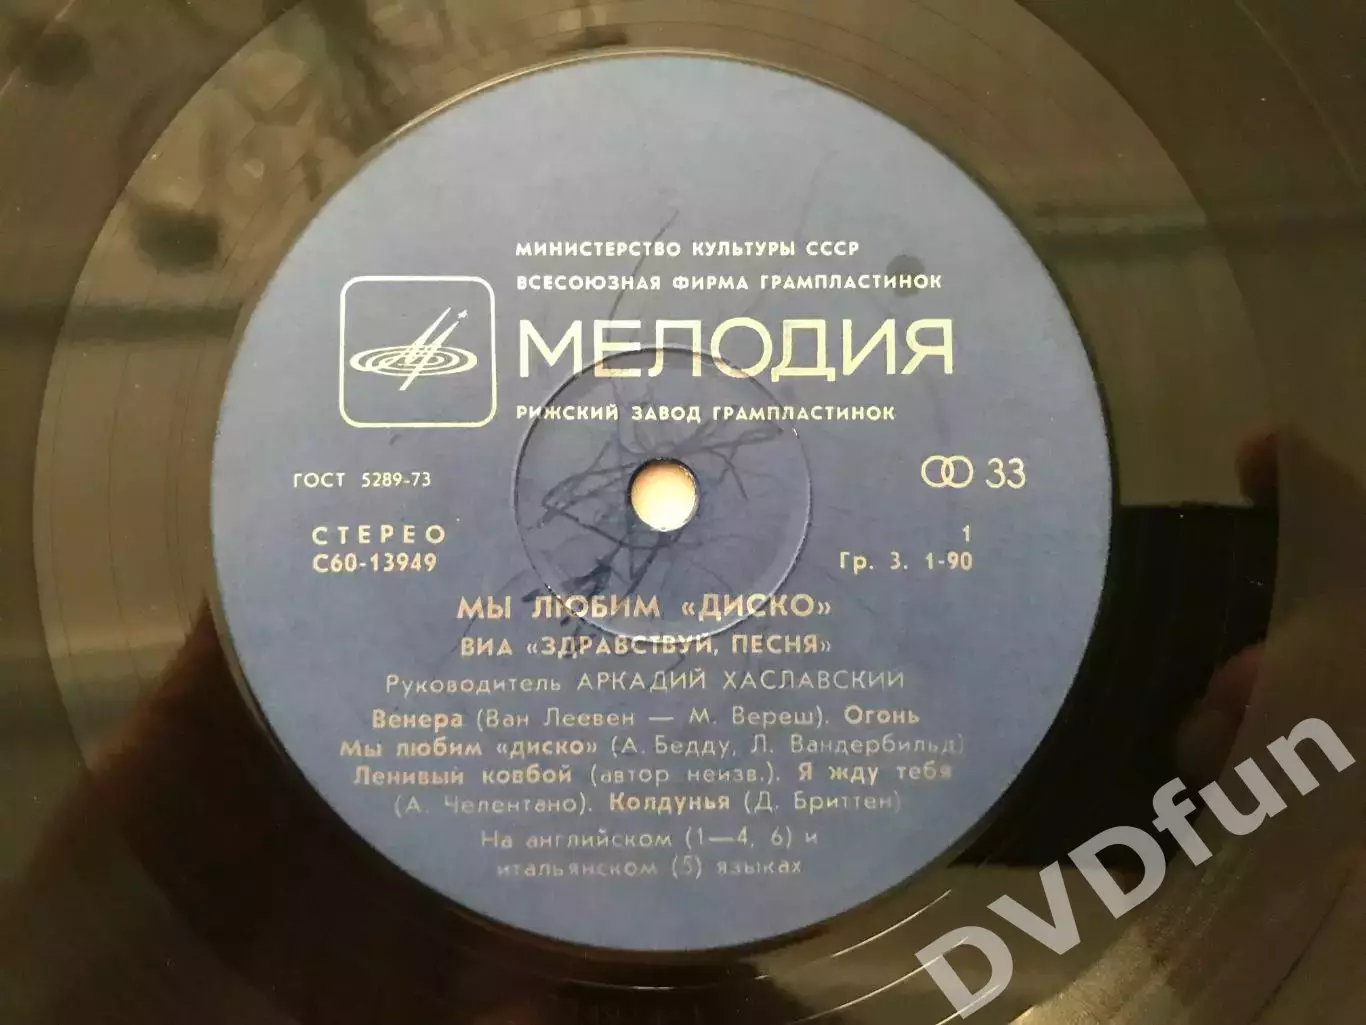 МИНИСТЕРСТВО КУЛЬТУРЫ СССР
ВСЕСОЮЗНАЯ ФИРМА ГРАМПЛАСТИНОК
МЕЛОДИЯ
РИЖСКИЙ ЗАВОД ГРАМПЛАСТИНОК
ГОСТ 5289-73
33
СТЕРЕО
С60-13949
1
Гр. 3. 1-90
МЫ ЛЮБИМ «ДИСКО»
ВИА «ЗДРАВСТВУЙ, ПЕСНЯ»
Руководитель АРКАДИЙ ХАСЛАВСКИЙ
Венера (Ван Леевен — М. Вереш). Огонь
Мы любим «диско» (А. Бедду, Л. Вандербильд)
Ленивый ковбой (автор неизв.). Я жду тебя
(А. Челентано). Колдунья (Д. Бриттен)
На английском (1—4, 6) и
итальянском (5) языках
DVDfun